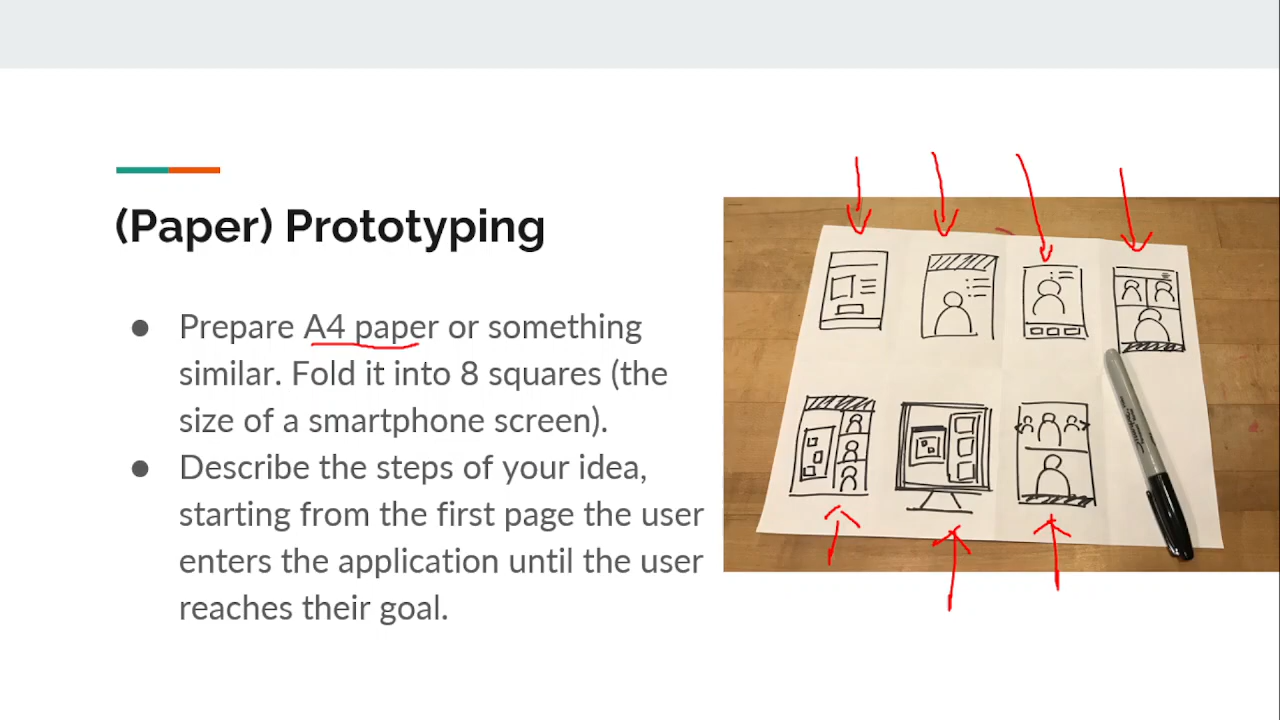 (Paper) Prototyping
● Prepare A4 paper or something
similar. Fold it into 8 squares (the
size of a smartphone screen).
● Describe the steps of your idea,
starting from the first page the user
enters the application until the user
reaches their goal.